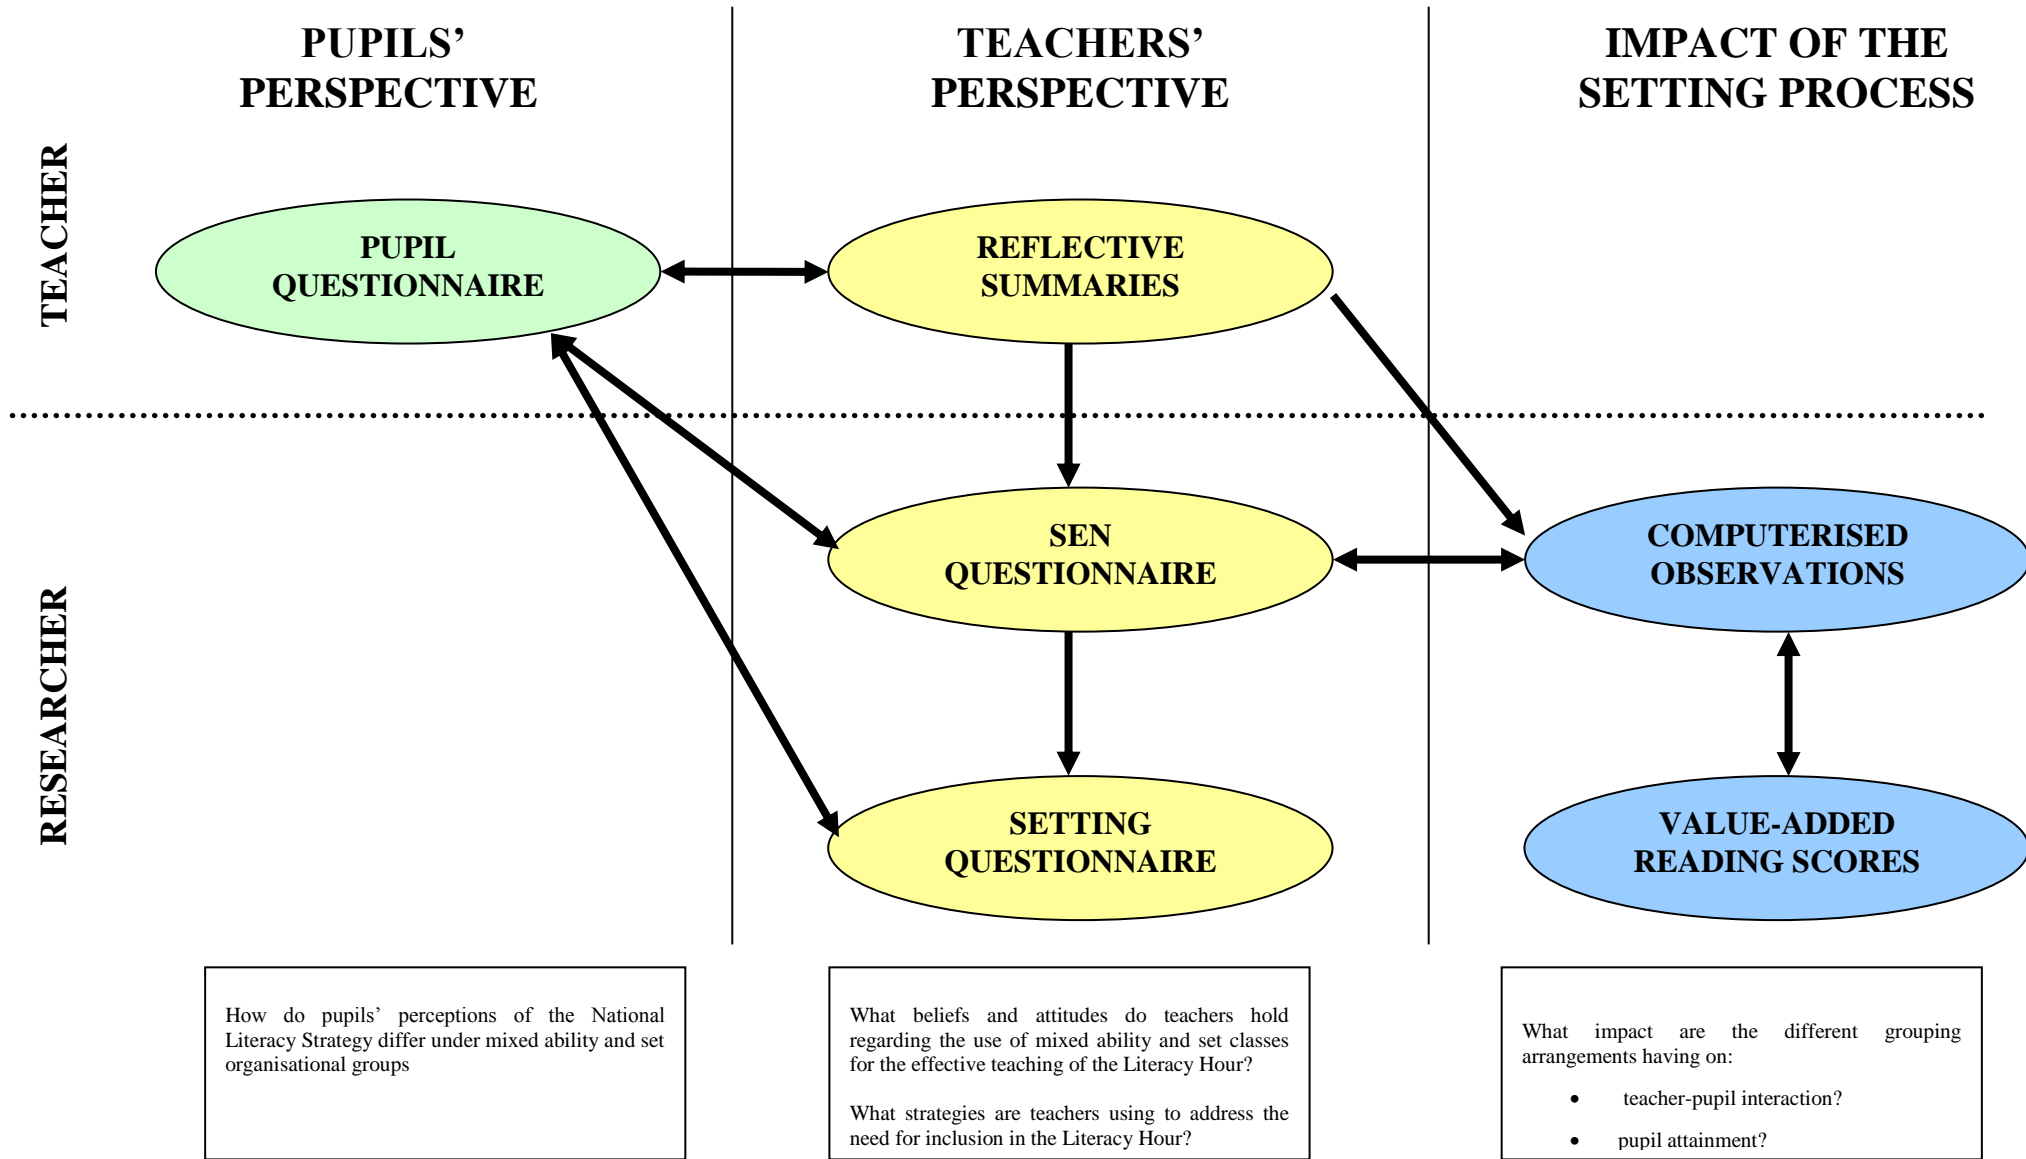 PUPILS’
PERSPECTIVE
TEACHERS’
PERSPECTIVE
IMPACT OF THE
SETTING PROCESS
TEACHER
PUPIL
QUESTIONNAIRE
REFLECTIVE
SUMMARIES
RESEARCHER
SEN
QUESTIONNAIRE
COMPUTERISED
OBSERVATIONS
SETTING
QUESTIONNAIRE
VALUE-ADDED
READING SCORES
How do pupils’ perceptions of the National
Literacy Strategy differ under mixed ability and set
organisational groups
What beliefs and attitudes do teachers hold
regarding the use of mixed ability and set classes
for the effective teaching of the Literacy Hour?
What strategies are teachers using to address the
need for inclusion in the Literacy Hour?
What impact are the different grouping
arrangements having on:
• teacher-pupil interaction?
• pupil attainment?